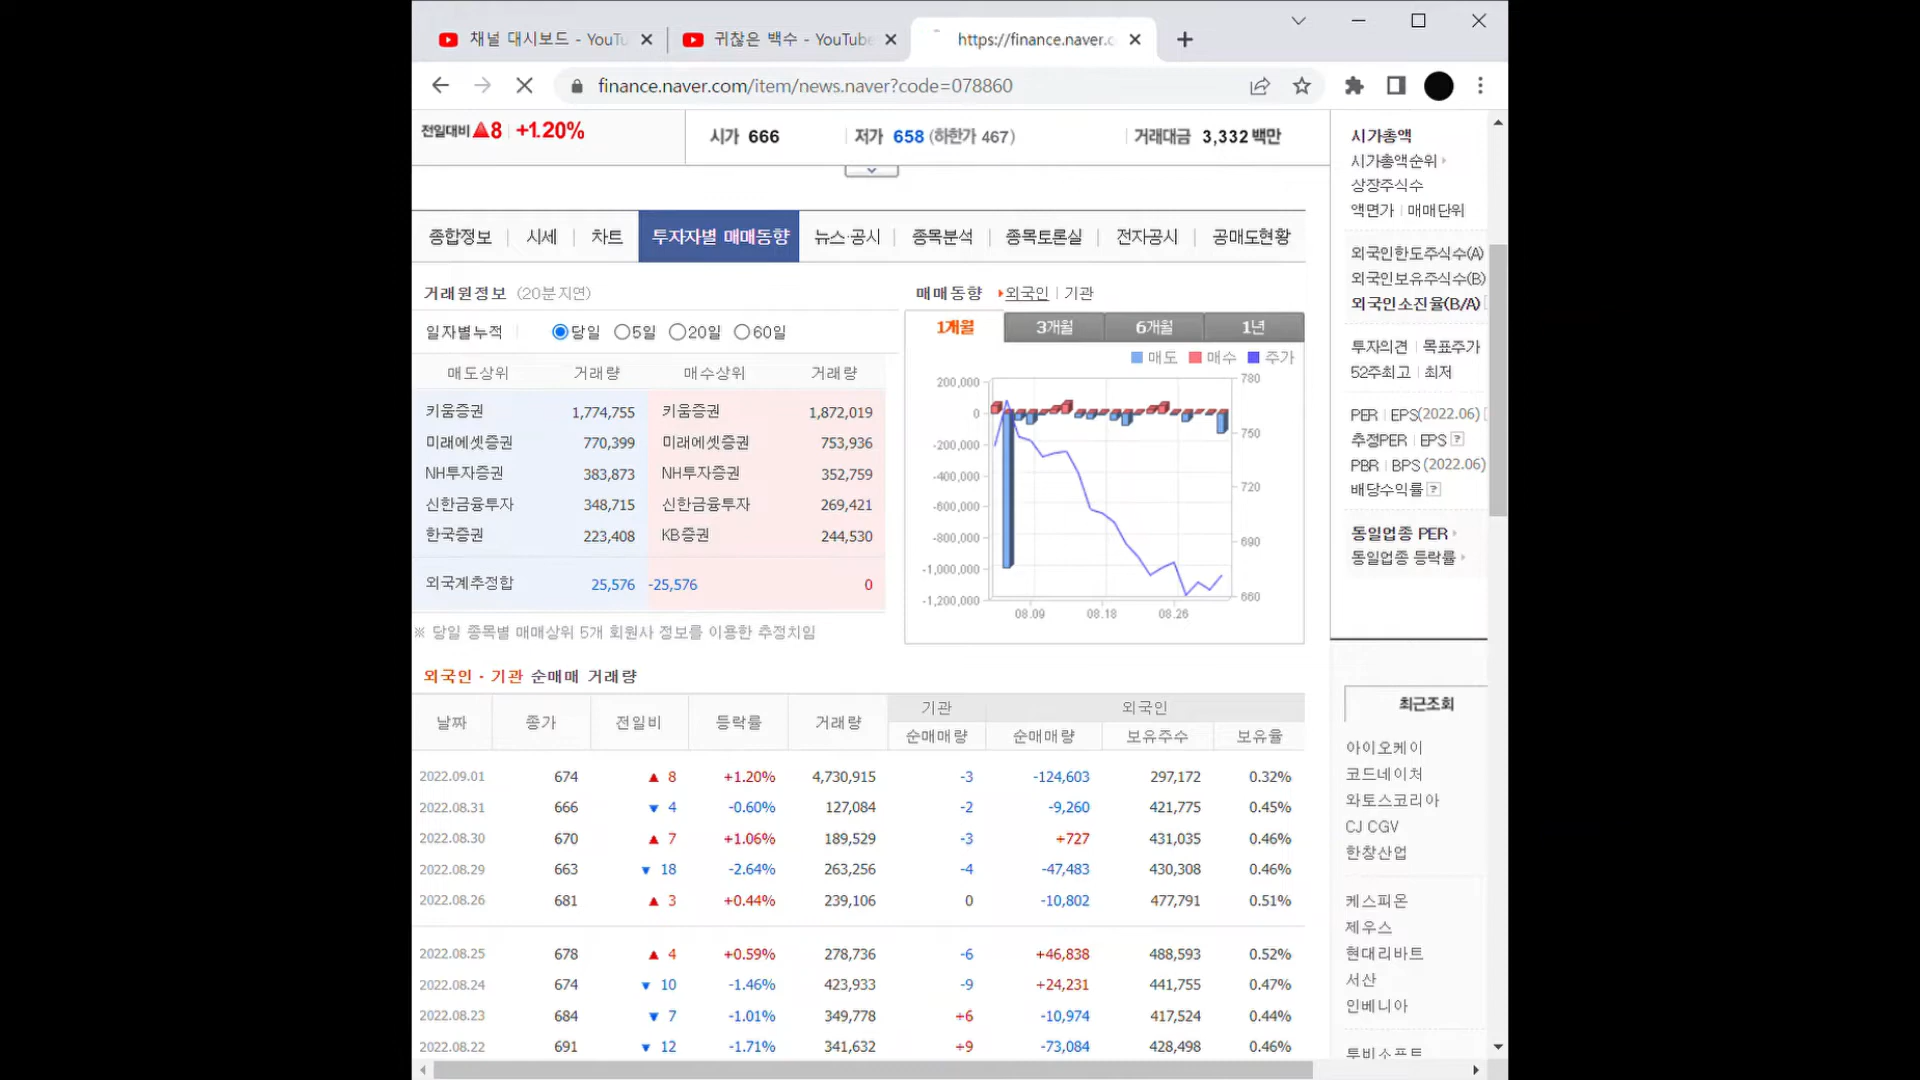 채널 대시보드 - YouTu
귀찮은 백수 - YouTube
https://finance.naver.c
finance.naver.com/item/news.naver?code=078860
전일대비 ▲8 +1.20%
시가 666
저가 658 (하한가 467)
거래대금 3,332 백만
종합정보 시세 차트 투자자별 매매동향 뉴스·공시 종목분석 종목토론실 전자공시 공매도현황
거래원정보 (20분지연)
일자별누적 당일 5일 20일 60일
매도상위 거래량 매수상위 거래량
키움증권 1,774,755 키움증권 1,872,019
미래에셋증권 770,399 미래에셋증권 753,936
NH투자증권 383,873 NH투자증권 352,759
신한금융투자 348,715 신한금융투자 269,421
한국증권 223,408 KB증권 244,530
외국계추정합 25,576 -25,576 0
※ 당일 종목별 매매상위 5개 회원사 정보를 이용한 추정치임
매매동향 외국인 기관
1개월 3개월 6개월 1년
매도 매수 주가
200,000 780
0
-200,000 750
-400,000 720
-600,000
-800,000 690
-1,000,000
-1,200,000 660
08.09 08.18 08.26
외국인 · 기관 순매매 거래량
날짜 종가 전일비 등락률 거래량 기관 외국인
순매매량 순매매량 보유주수 보유율
2022.09.01 674 ▲ 8 +1.20% 4,730,915 -3 -124,603 297,172 0.32%
2022.08.31 666 ▼ 4 -0.60% 127,084 -2 -9,260 421,775 0.45%
2022.08.30 670 ▲ 7 +1.06% 189,529 -3 +727 431,035 0.46%
2022.08.29 663 ▼ 18 -2.64% 263,256 -4 -47,483 430,308 0.46%
2022.08.26 681 ▲ 3 +0.44% 239,106 0 -10,802 477,791 0.51%
2022.08.25 678 ▲ 4 +0.59% 278,736 -6 +46,838 488,593 0.52%
2022.08.24 674 ▼ 10 -1.46% 423,933 -9 +24,231 441,755 0.47%
2022.08.23 684 ▼ 7 -1.01% 349,778 +6 -10,974 417,524 0.44%
2022.08.22 691 ▼ 12 -1.71% 341,632 +9 -73,084 428,498 0.46%
시가총액
시가총액순위
상장주식수
액면가 매매단위
외국인한도주식수(A)
외국인보유주식수(B)
외국인소진율(B/A)
투자의견 목표주가
52주최고 최저
PER EPS(2022.06)
추정PER EPS ?
PBR BPS (2022.06)
배당수익률 ?
동일업종 PER
동일업종 등락률
최근조회
아이오케이
코드네이처
와토스코리아
CJ CGV
한창산업
케스피온
제우스
현대리바트
서산
인베니아
투비소프트